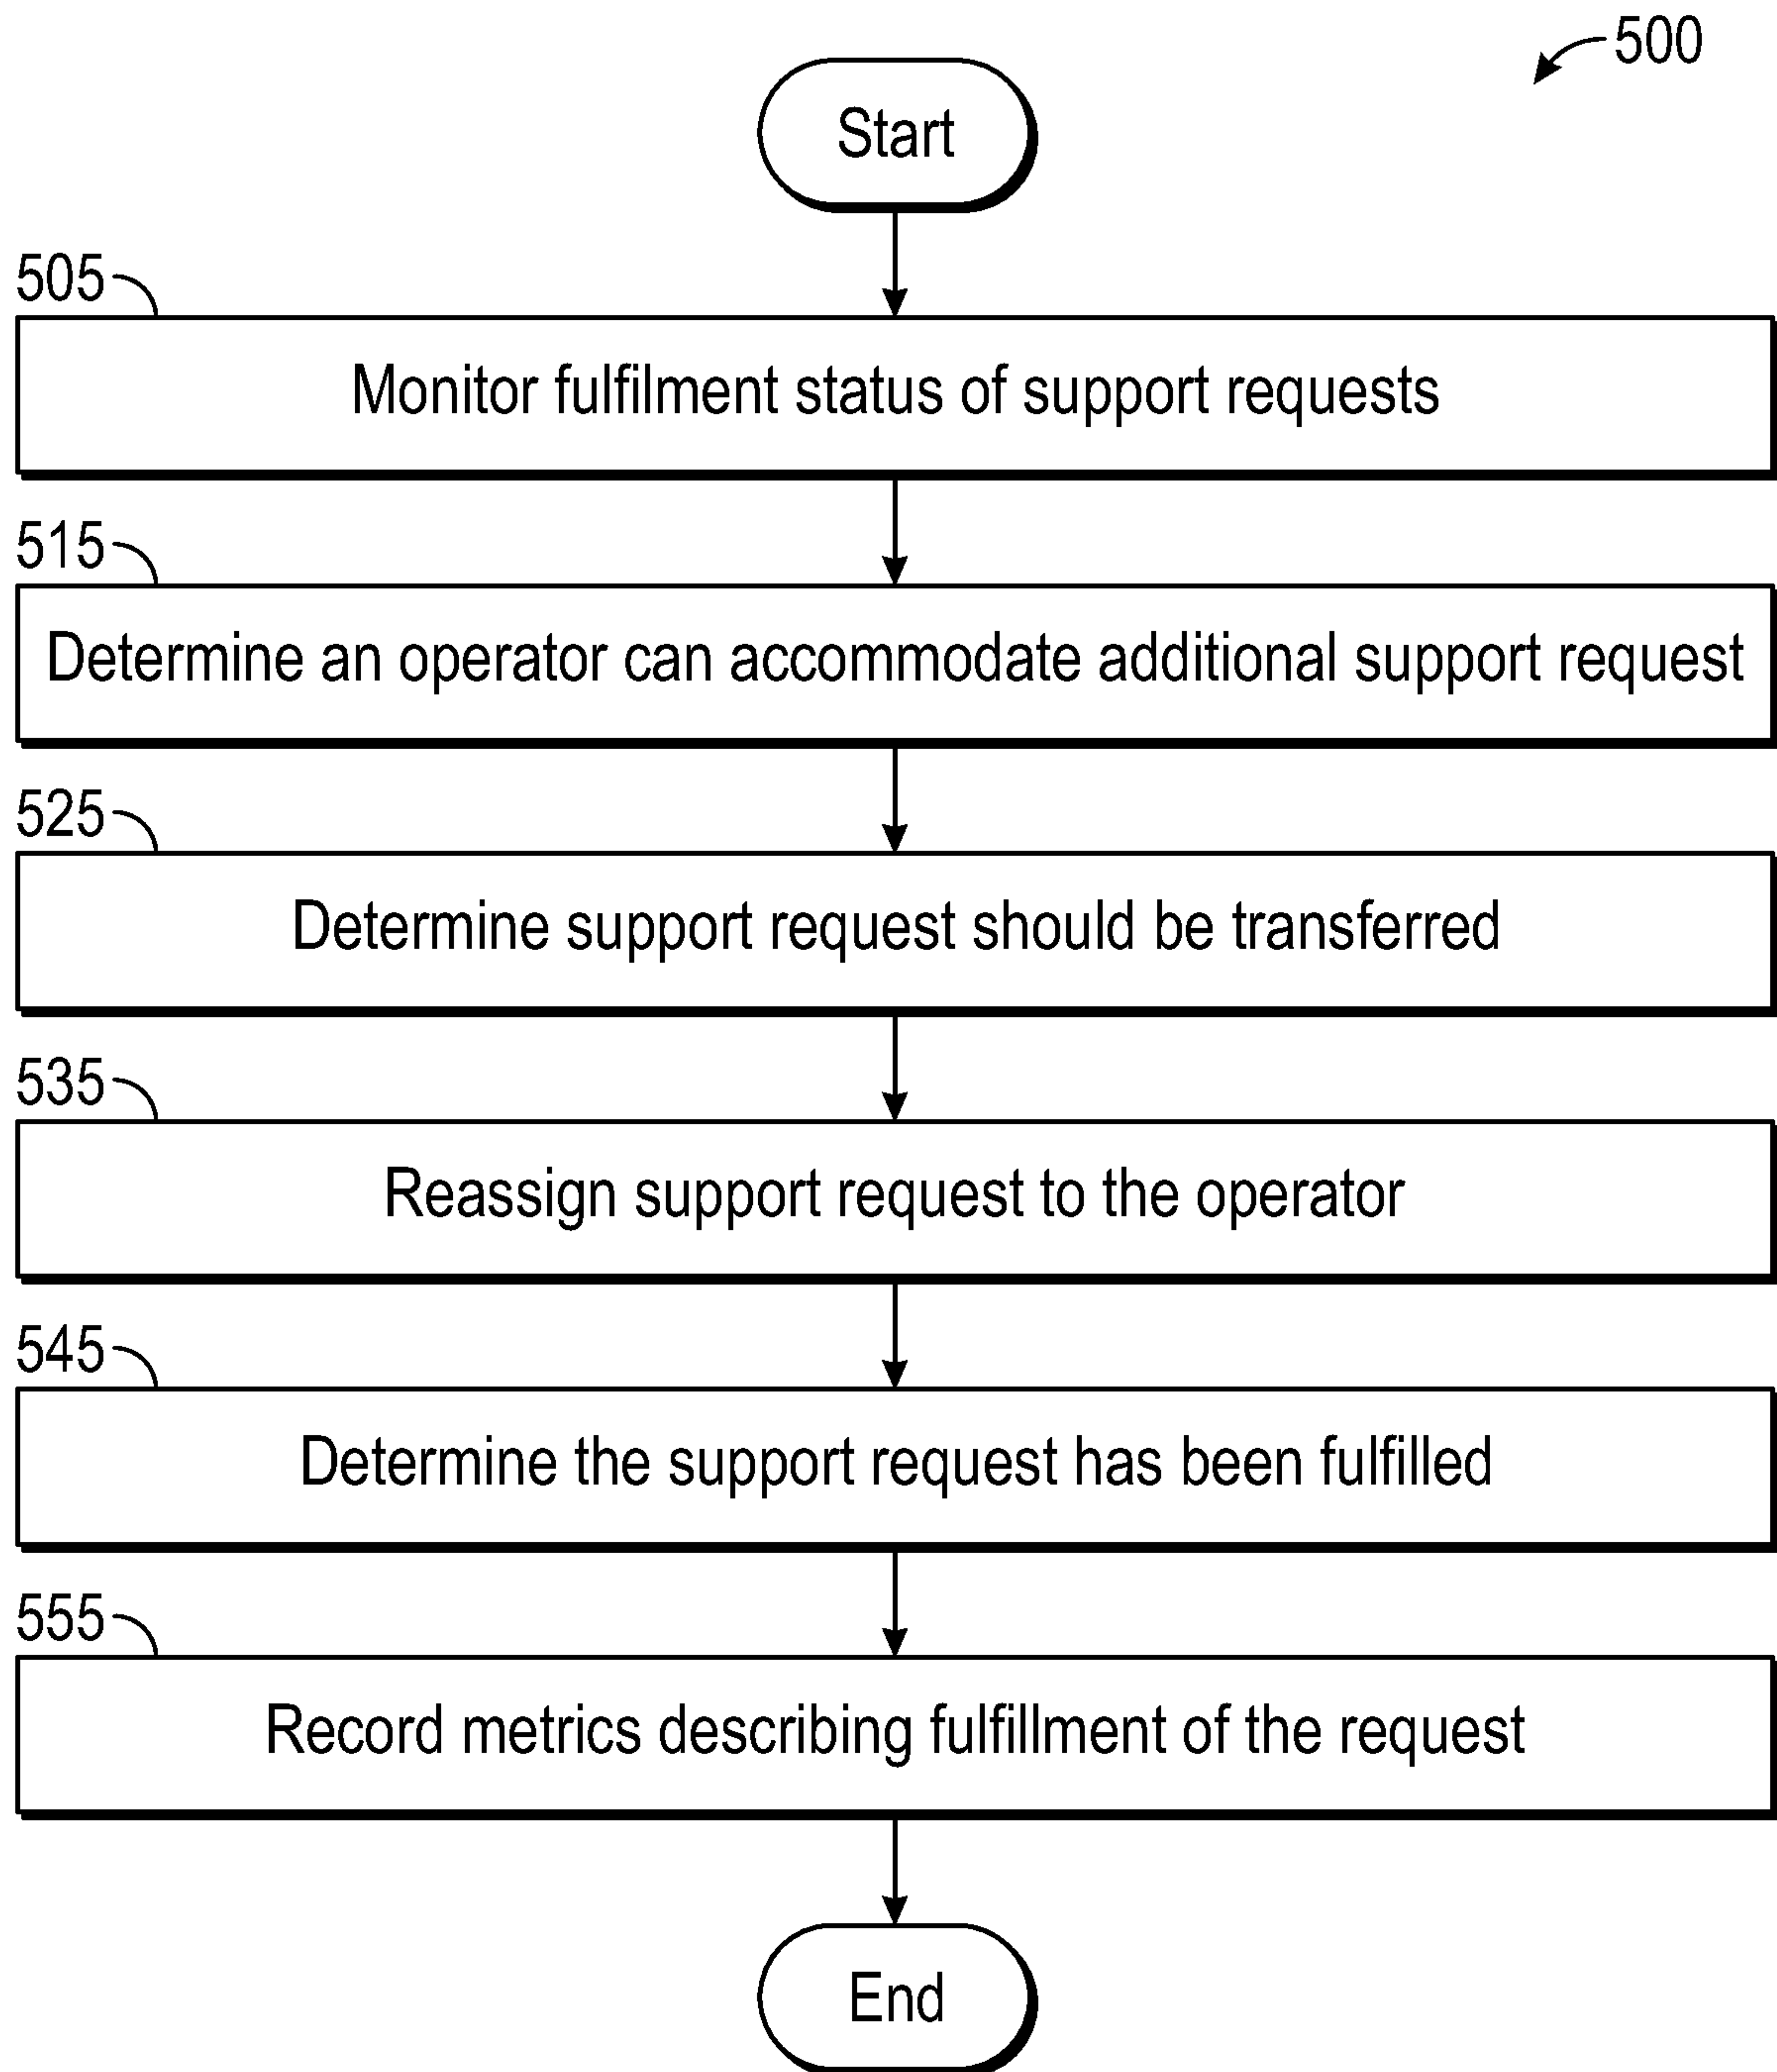 500
Start
505
Monitor fulfilment status of support requests
515
Determine an operator can accommodate additional support request
525
Determine support request should be transferred
535
Reassign support request to the operator
545
Determine the support request has been fulfilled
555
Record metrics describing fulfillment of the request
End